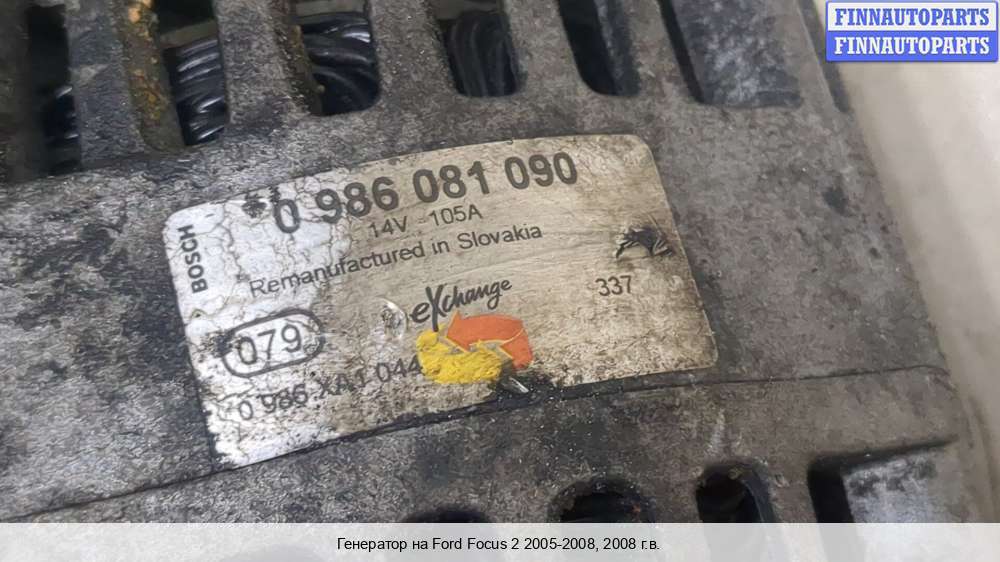 FINNAUTOPARTS
FINNAUTOPARTS
*0 986 081 090
14V - 105A
Remanufactured in Slovakia
BOSCH
eXchange
337
079
0 986 XA1 044
Генератор на Ford Focus 2 2005-2008, 2008 г.в.